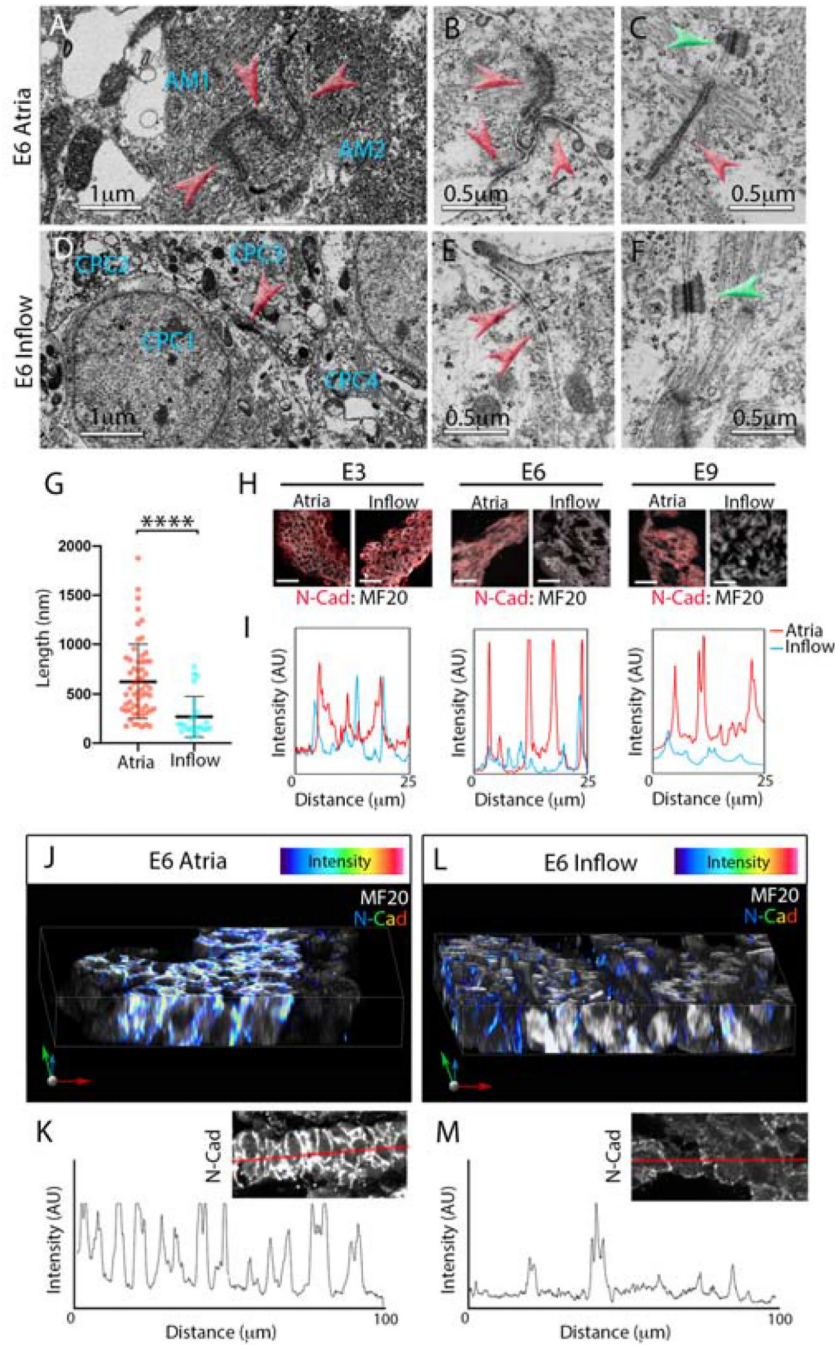 A
AM1
AM2
1μm
B
0.5μm
C
0.5μm
E6 Atria
D
CPC2
CPC3
CPC1
CPC4
1μm
E
0.5μm
F
0.5μm
E6 Inflow
G
****
Length (nm)
2000
1500
1000
500
0
Atria
Inflow
H
E3
E6
E9
Atria
Inflow
Atria
Inflow
Atria
Inflow
N-Cad: MF20
N-Cad: MF20
N-Cad: MF20
I
Atria
Inflow
Intensity (AU)
0
25
Distance (μm)
Intensity (AU)
0
25
Distance (μm)
Intensity (AU)
0
25
Distance (μm)
J
E6 Atria
Intensity
MF20
N-Cad
L
E6 Inflow
Intensity
MF20
N-Cad
K
N-Cad
Intensity (AU)
0
100
Distance (μm)
M
N-Cad
Intensity (AU)
0
100
Distance (μm)